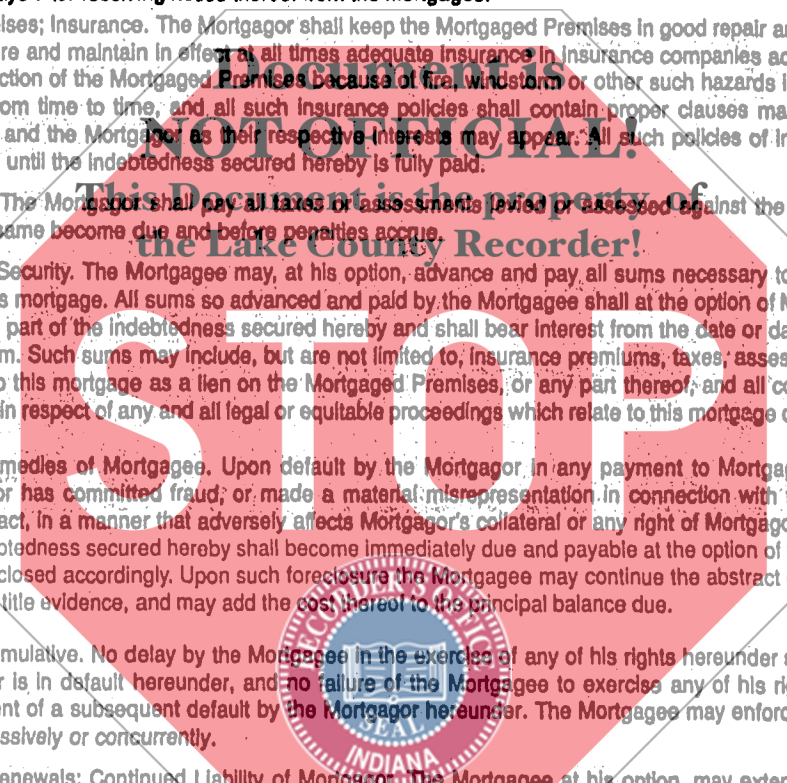 ises; Insurance. The Mortgagor shall keep the Mortgaged Premises in good repair an
re and maintain in effect at all times adequate insurance in insurance companies ac
ction of the Mortgaged Premises because of fire, windstorm or other such hazards i
om time to time, and all such insurance policies shall contain proper clauses ma
and the Mortgagor as their respective interests may appear. All such policies of in
until the indebtedness secured hereby is fully paid.
The Mortgagor shall pay all taxes or assessments levied or assessed against the
ame become due and before penalties accrue.
Security. The Mortgagee may, at his option, advance and pay all sums necessary to
s mortgage. All sums so advanced and paid by the Mortgagee shall at the option of M
part of the indebtedness secured hereby and shall bear interest from the date or da
m. Such sums may include, but are not limited to, insurance premiums, taxes, asses
o this mortgage as a lien on the Mortgaged Premises, or any part thereof, and all co
in respect of any and all legal or equitable proceedings which relate to this mortgage o
medies of Mortgagee. Upon default by the Mortgagor in any payment to Mortga
or has committed fraud, or made a material misrepresentation in connection with
act, in a manner that adversely affects Mortgagor's collateral or any right of Mortgago
btedness secured hereby shall become immediately due and payable at the option of
closed accordingly. Upon such foreclosure the Mortgagee may continue the abstract
title evidence, and may add the cost thereof to the principal balance due.
mulative. No delay by the Mortgagee in the exercise of any of his rights hereunder
r is in default hereunder, and no failure of the Mortgagee to exercise any of his ri
ent of a subsequent default by the Mortgagor hereunder. The Mortgagee may enforc
ssively or concurrently.
enewals; Continued Liability of Mortgagor. The Mortgagee at his option, may exten
Document is
NOT OFFICIAL!
This Document is the property of
the Lake County Recorder!
STOP
RECORDER'S OFFICE
SEAL
INDIANA